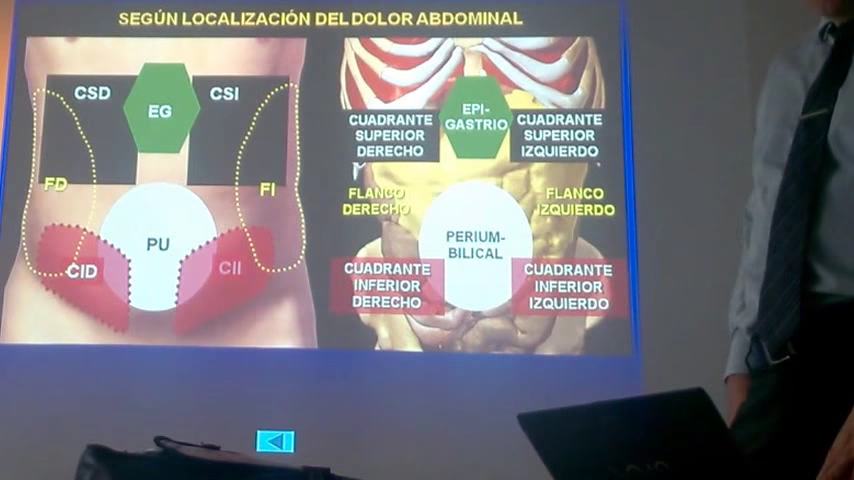 SEGÚN LOCALIZACIÓN DEL DOLOR ABDOMINAL
CSD
EG
CSI
FD
FI
PU
CID
CII
EPI-
GASTRIO
CUADRANTE
SUPERIOR
DERECHO
CUADRANTE
SUPERIOR
IZQUIERDO
FLANCO
DERECHO
FLANCO
IZQUIERDO
PERIUM-
BILICAL
CUADRANTE
INFERIOR
DERECHO
CUADRANTE
INFERIOR
IZQUIERDO